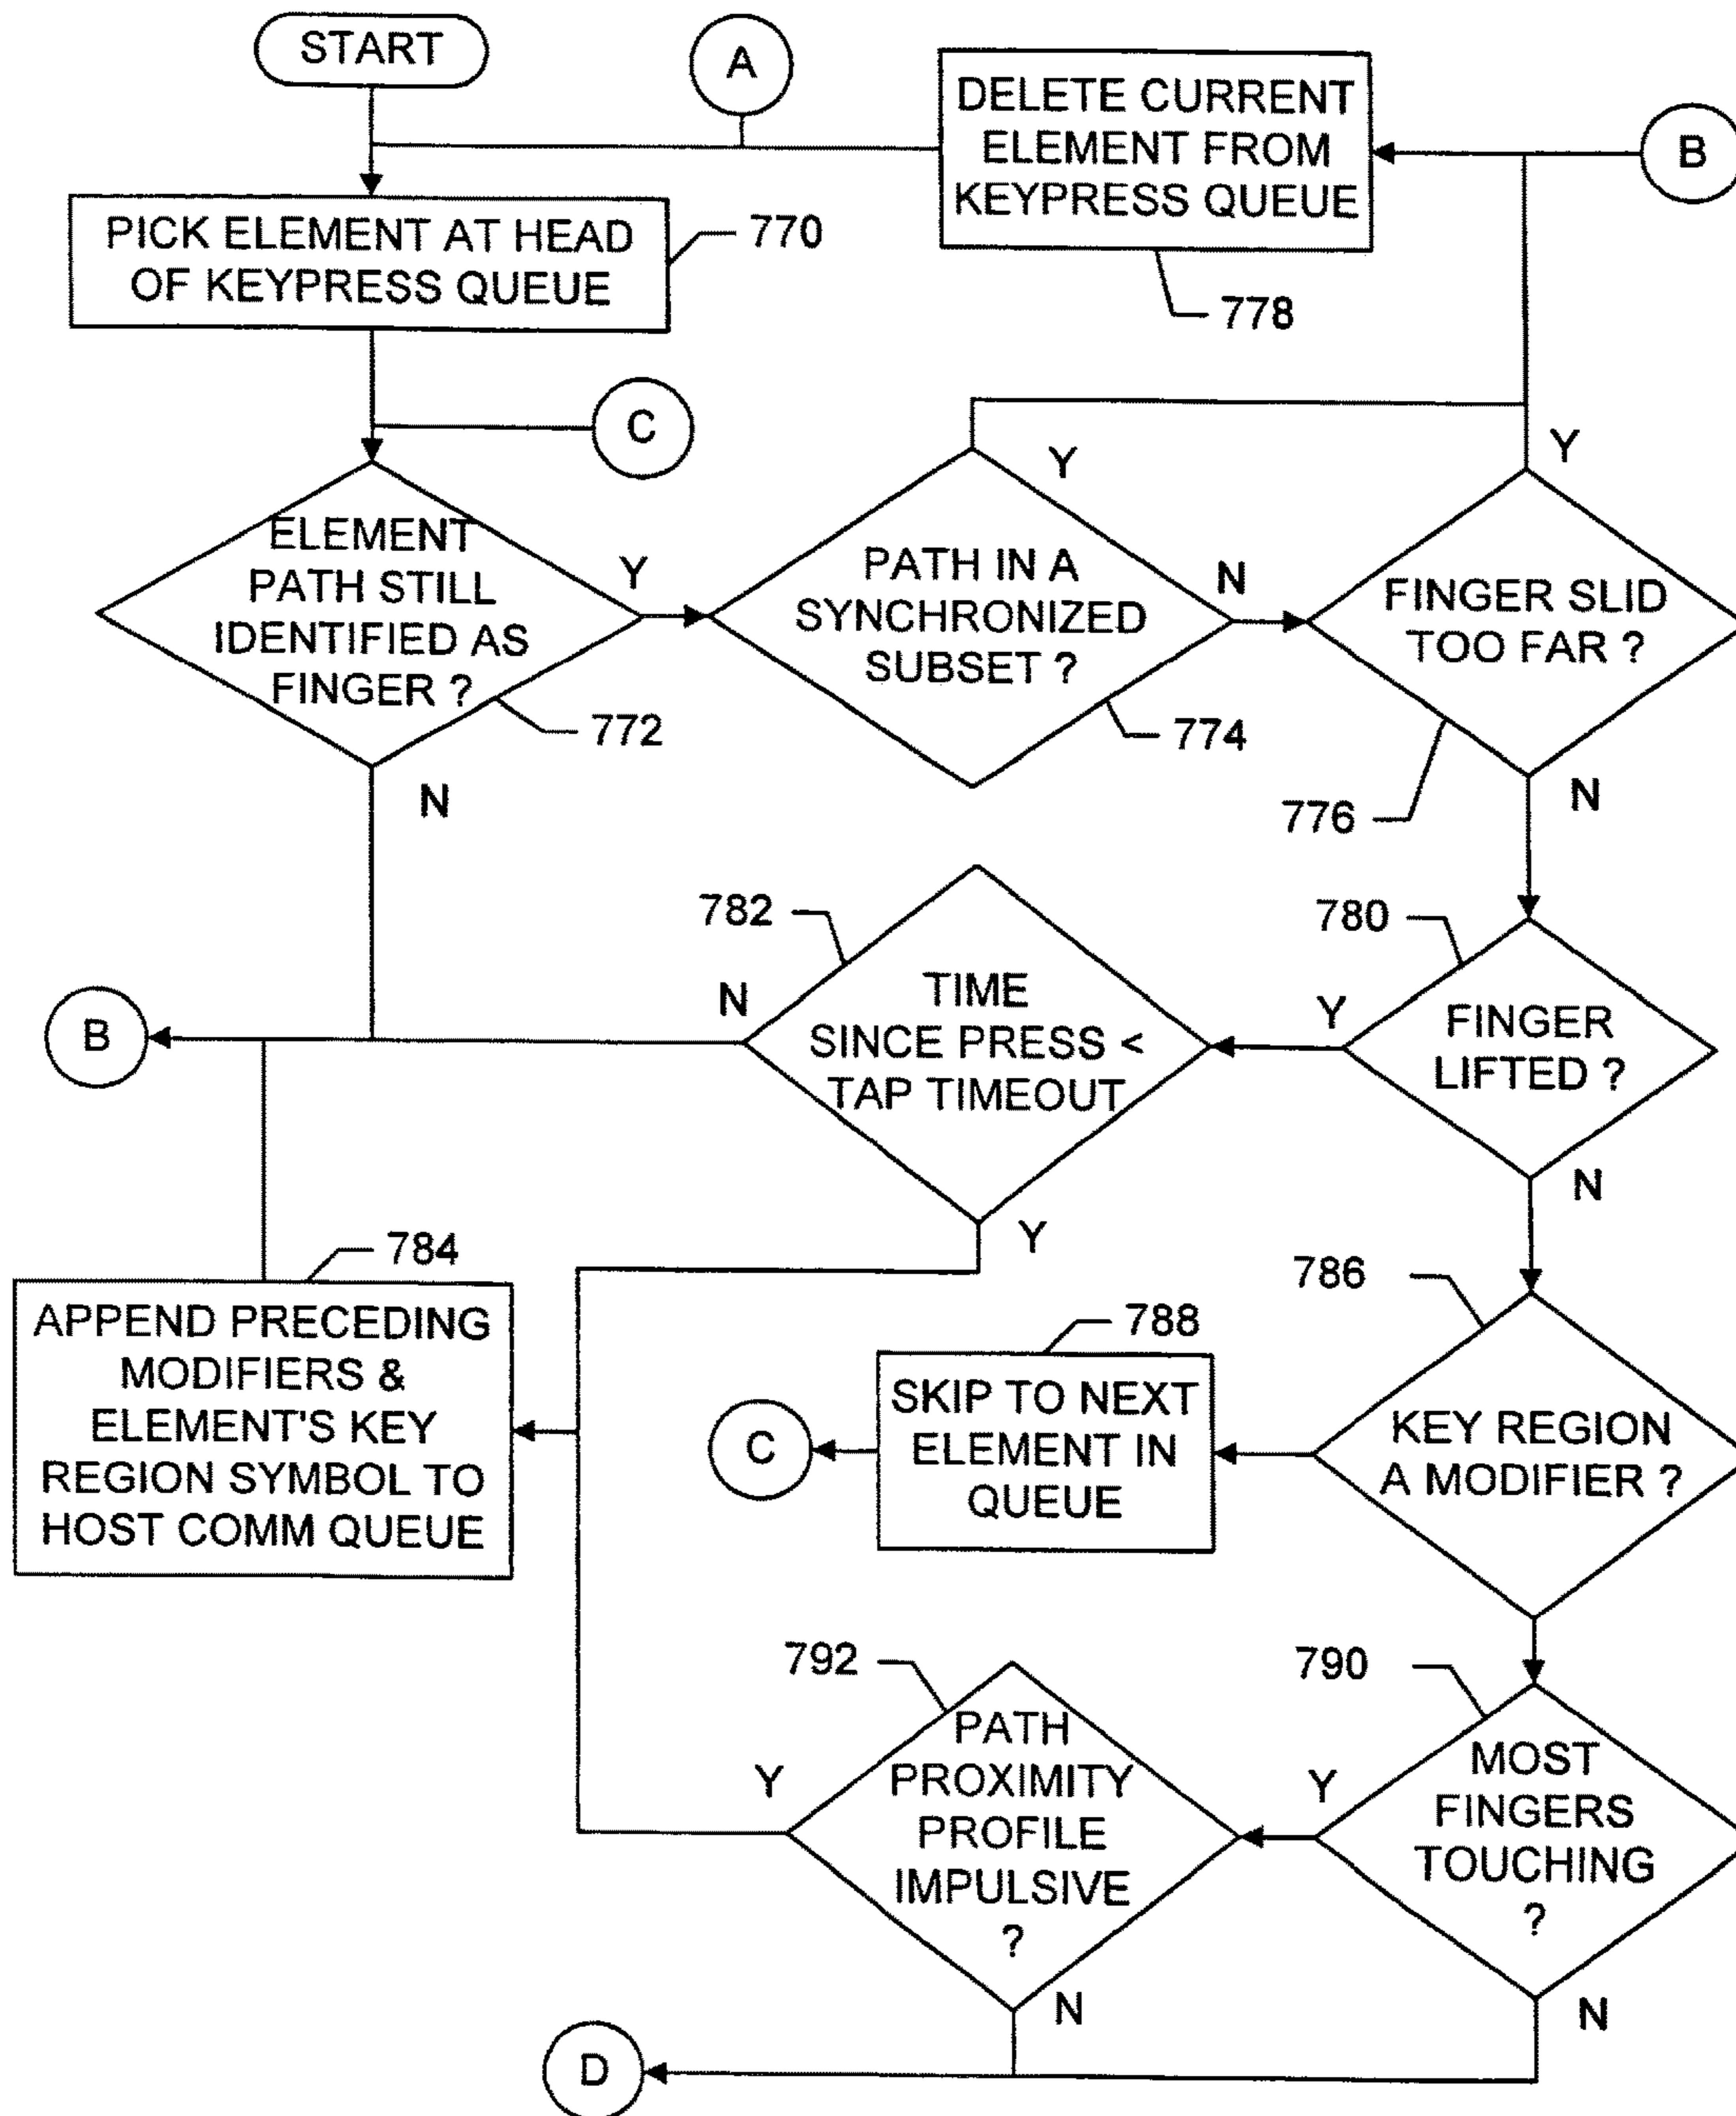 START
A
DELETE CURRENT
ELEMENT FROM
KEYPRESS QUEUE
B
PICK ELEMENT AT HEAD
OF KEYPRESS QUEUE
770
778
C
ELEMENT
PATH STILL
IDENTIFIED AS
FINGER ?
Y
772
N
PATH IN A
SYNCHRONIZED
SUBSET ?
Y
N
774
FINGER SLID
TOO FAR ?
Y
776
N
782
TIME
SINCE PRESS <
TAP TIMEOUT
N
Y
780
FINGER
LIFTED ?
Y
N
B
784
APPEND PRECEDING
MODIFIERS &
ELEMENT'S KEY
REGION SYMBOL TO
HOST COMM QUEUE
788
SKIP TO NEXT
ELEMENT IN
QUEUE
C
786
KEY REGION
A MODIFIER ?
792
PATH
PROXIMITY
PROFILE
IMPULSIVE
?
Y
N
790
MOST
FINGERS
TOUCHING
?
Y
N
D